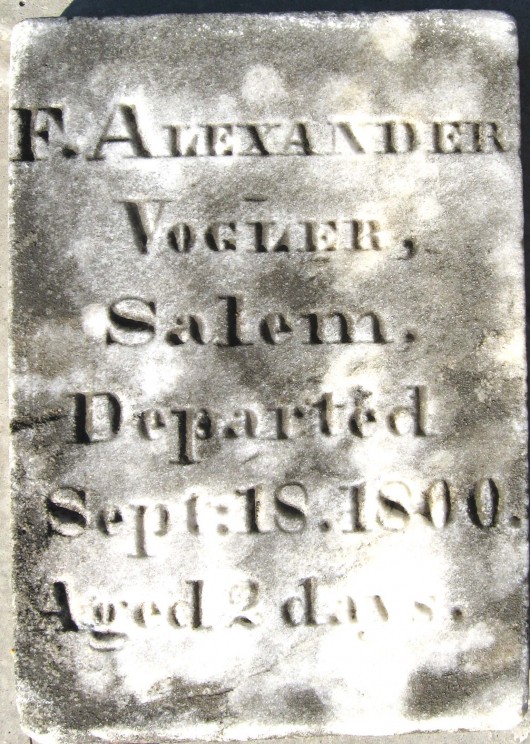 F. ALEXANDER
VOGLER,
Salem,
Departed
Sept: 18. 1800.
Aged 2 days.